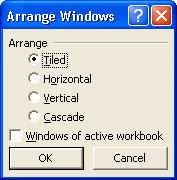 Arrange Windows
Arrange
Tiled
Horizontal
Vertical
Cascade
Windows of active workbook
OK
Cancel